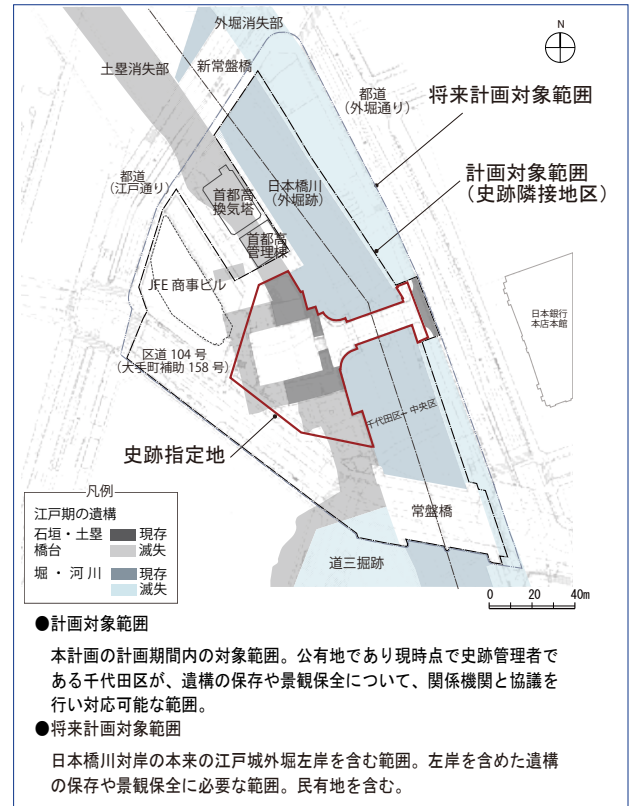 外堀消失部
N
土塁消失部
新常盤橋
都道
(外堀通り)
将来計画対象範囲
計画対象範囲
(史跡隣接地区)
都道
(江戸通り)
首都高
換気塔
日本橋川
(外堀跡)
首都高
管理棟
JFE 商事ビル
日本銀行
本店本館
区道 104 号
(大手町補助 158 号)
千代田区 中央区
史跡指定地
凡例
江戸期の遺構
石垣・土塁 現存
橋台 滅失
堀・河川 現存
滅失
常盤橋
道三掘跡
0 20 40m
●計画対象範囲
本計画の計画期間内の対象範囲。公有地であり現時点で史跡管理者で
ある千代田区が、遺構の保存や景観保全について、関係機関と協議を
行い対応可能な範囲。
●将来計画対象範囲
日本橋川対岸の本来の江戸城外堀左岸を含む範囲。左岸を含めた遺構
の保存や景観保全に必要な範囲。民有地を含む。